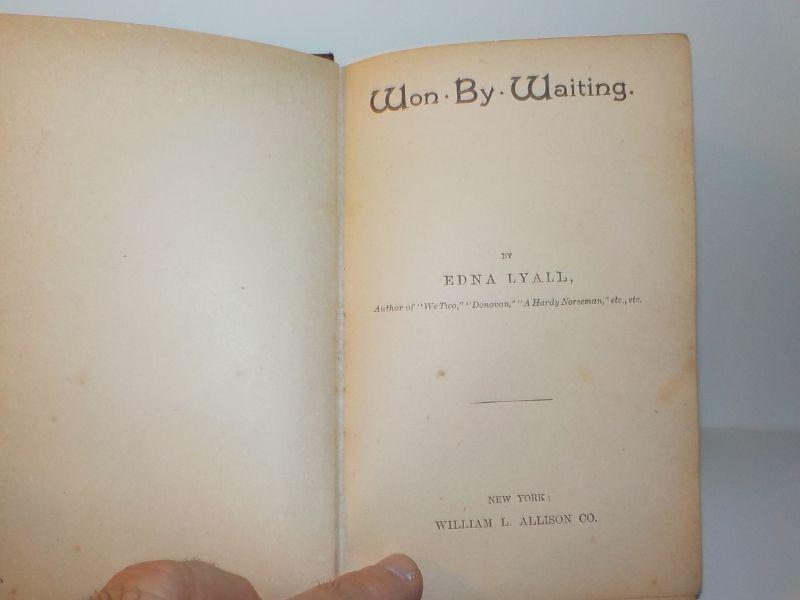 Won · By · Waiting.
BY
EDNA LYALL,
Author of "We Two," "Donovan," "A Hardy Norseman," etc., etc.
NEW YORK:
WILLIAM L. ALLISON CO.